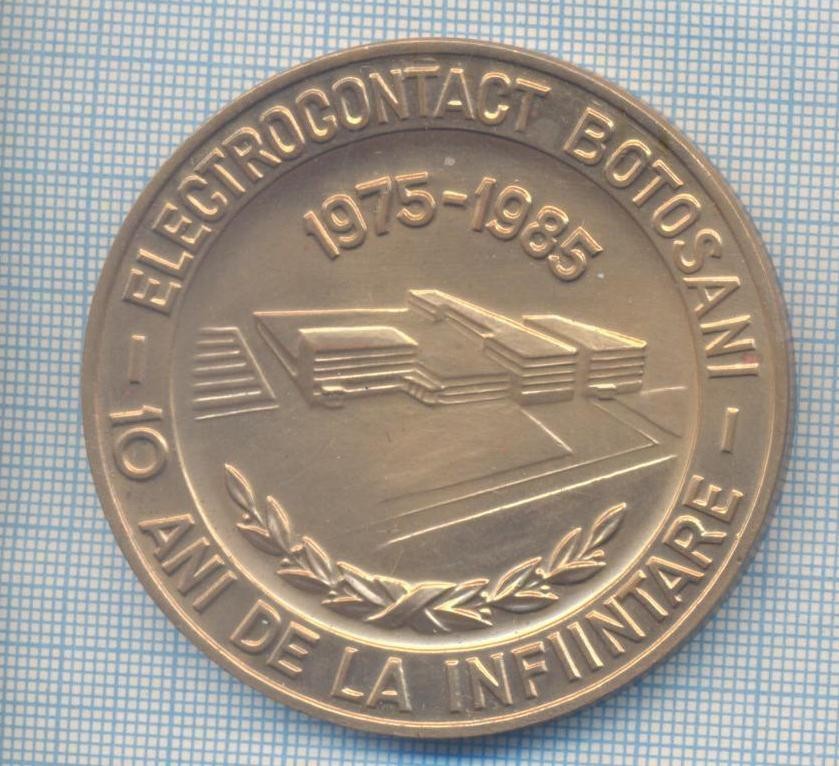 ELECTROCONTACT BOTOSANI
1975-1985
10 ANI DE LA INFIINTARE